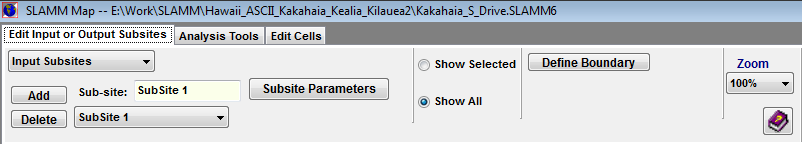 SLAMM Map -- E:\Work\SLAMM\Hawaii_ASCII_Kakahaia_Kealia_Kilauea2\Kakahaia_S_Drive.SLAMM6
Edit Input or Output Subsites Analysis Tools Edit Cells
Input Subsites
Show Selected
Define Boundary
Zoom
100%
Add Sub-site: SubSite 1 Subsite Parameters
Show All
Delete SubSite 1